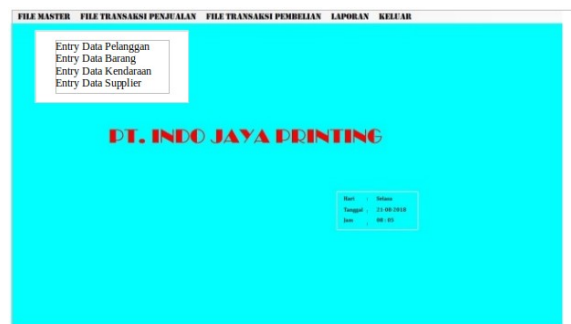 FILE MASTER FILE TRANSAKSI PENJUALAN FILE TRANSAKSI PEMBELIAN LAPORAN KELUAR
Entry Data Pelanggan
Entry Data Barang
Entry Data Kendaraan
Entry Data Supplier
PT. INDO JAYA PRINTING
Hari : Selasa
Tanggal : 21-08-2018
Jam : 08 : 05